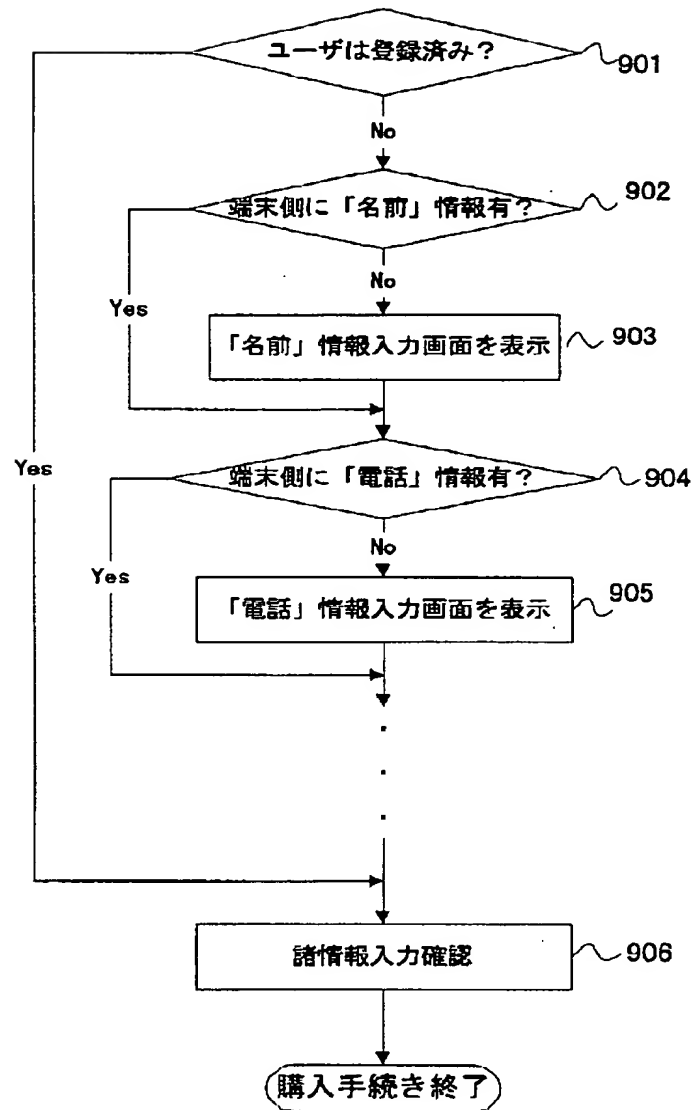 ユーザは登録済み?
901
No
端末側に「名前」情報有?
902
No
Yes
「名前」情報入力画面を表示
903
Yes
端末側に「電話」情報有?
904
No
Yes
「電話」情報入力画面を表示
905
諸情報入力確認
906
購入手続き終了